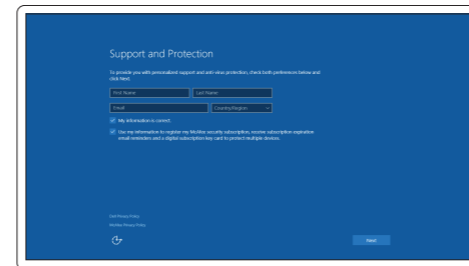 Support and Protection
To provide you with personalized support and anti-virus protection, check both preferences below and
click Next.
First Name
Last Name
Email
Country/Region
My information is correct.
Use my information to register my McAfee security subscription, receive subscription expiration
email reminders and a digital subscription key card to protect multiple devices.
Dell Privacy Policy
McAfee Privacy Policy
Next